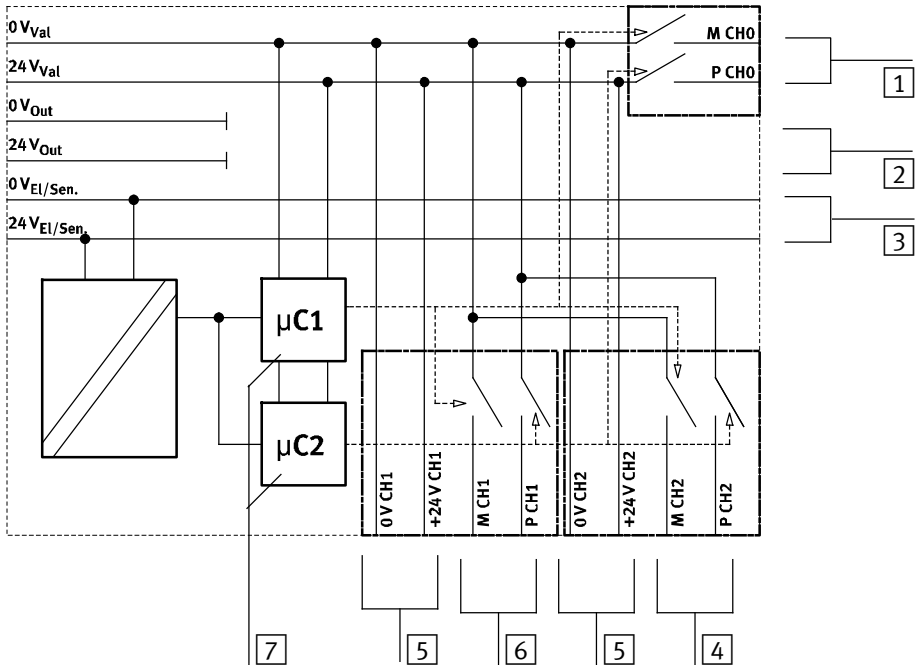 0 VVal
M CH0
24 VVal
P CH0
1
0 VOut
24 VOut
2
0 VEl/Sen.
24 VEl/Sen.
3
µC1
µC2
0 V CH1
+24 V CH1
M CH1
P CH1
0 V CH2
+24 V CH2
M CH2
P CH2
7
5
6
5
4